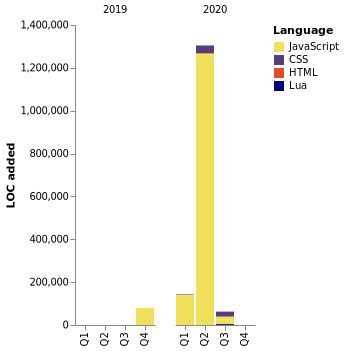 2019 2020
Language
JavaScript
CSS
HTML
Lua
LOC added
1,400,000
1,200,000
1,000,000
800,000
600,000
400,000
200,000
0
Q1 Q2 Q3 Q4 Q1 Q2 Q3 Q4